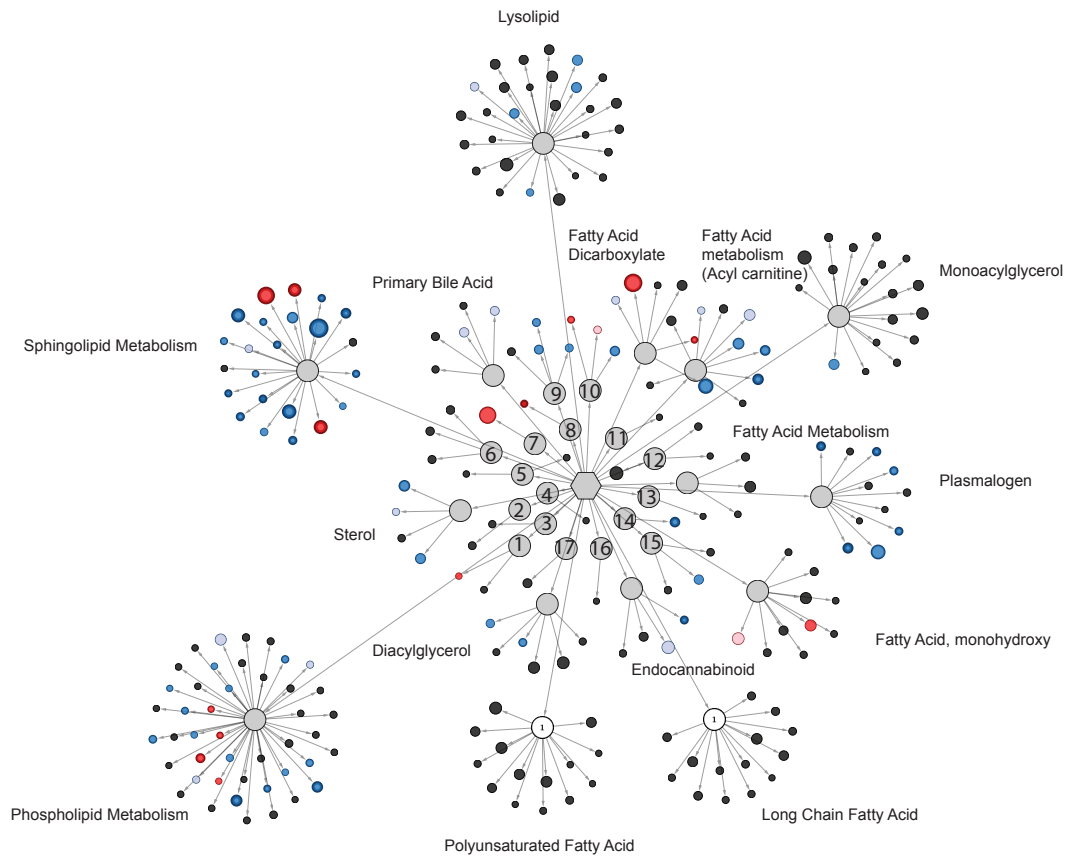 Lysolipid
Fatty Acid
Dicarboxylate
Fatty Acid
metabolism
(Acyl carnitine)
Monoacylglycerol
Primary Bile Acid
Sphingolipid Metabolism
9
10
8
11
7
6
12
Fatty Acid Metabolism
5
Plasmalogen
4
13
2
3
14
Sterol
1
17
16
15
Diacylglycerol
Fatty Acid, monohydroxy
Endocannabinoid
1
1
Phospholipid Metabolism
Long Chain Fatty Acid
Polyunsaturated Fatty Acid